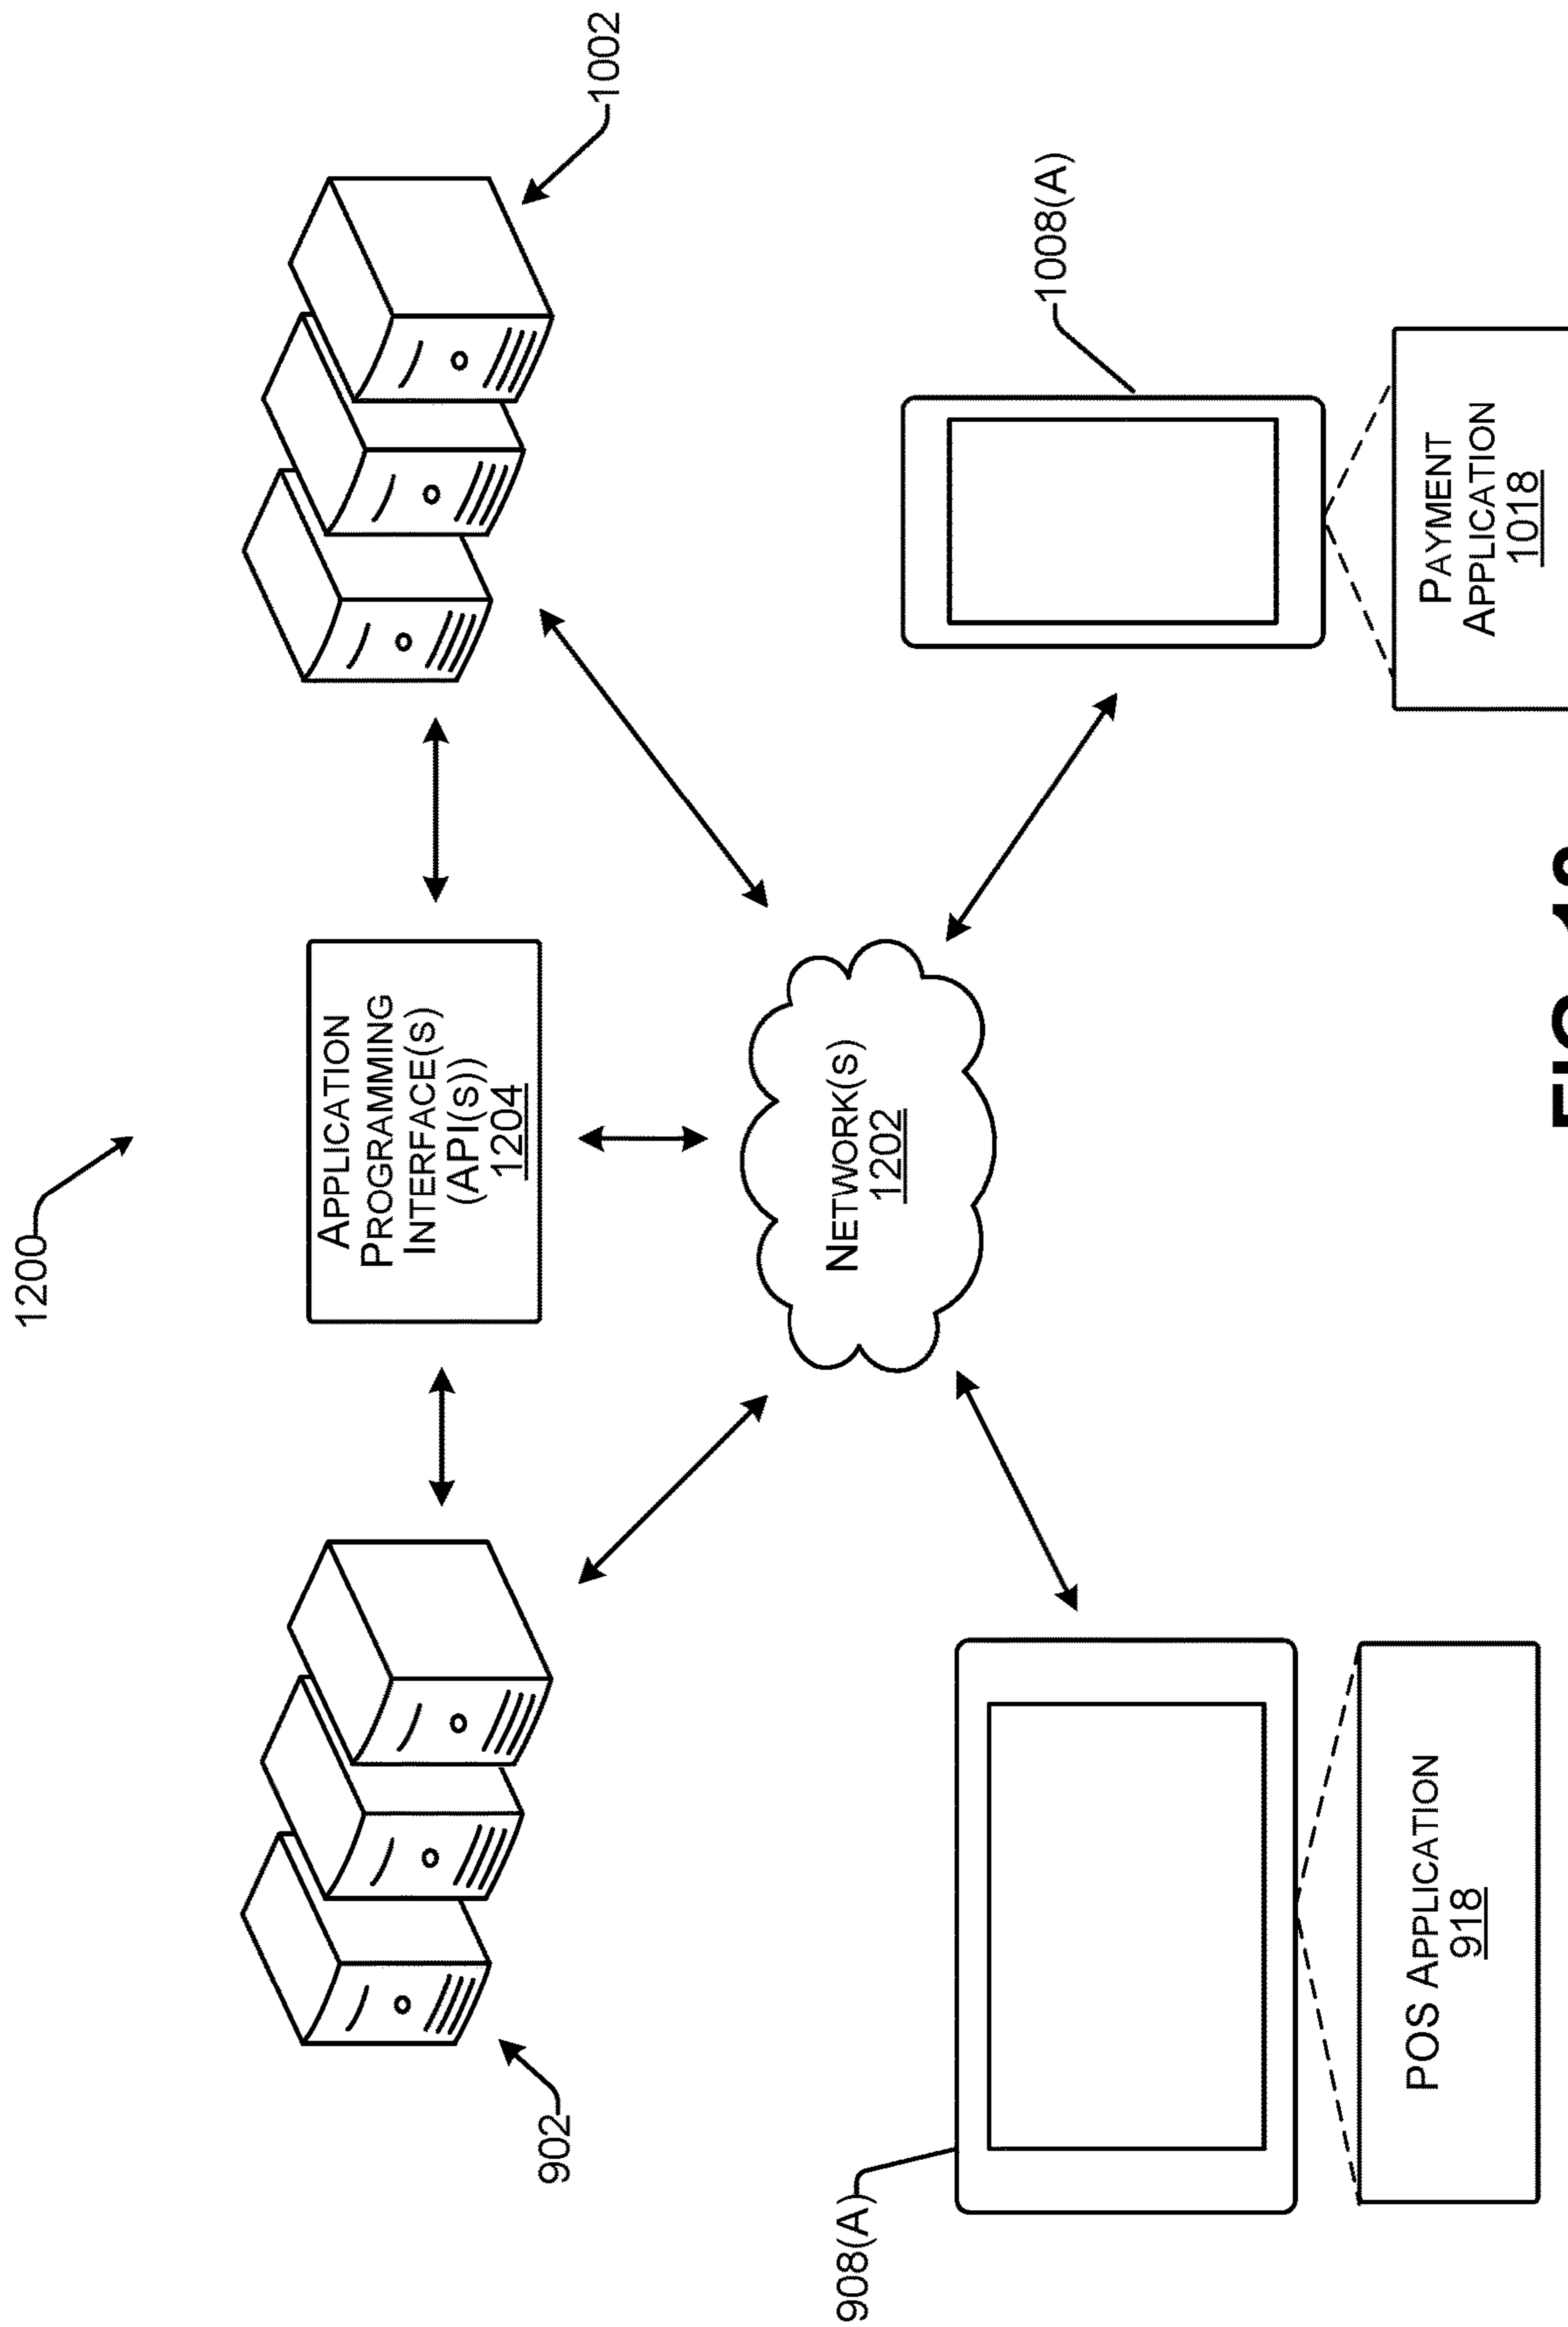 1200
APPLICATION
PROGRAMMING
INTERFACE(S)
(API(S))
1204
902
1002
NETWORK(S)
1202
908(A)
1008(A)
POS APPLICATION
918
PAYMENT
APPLICATION
1018